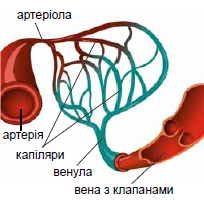 артеріола
артерія
капіляри
венула
вена з клапанами